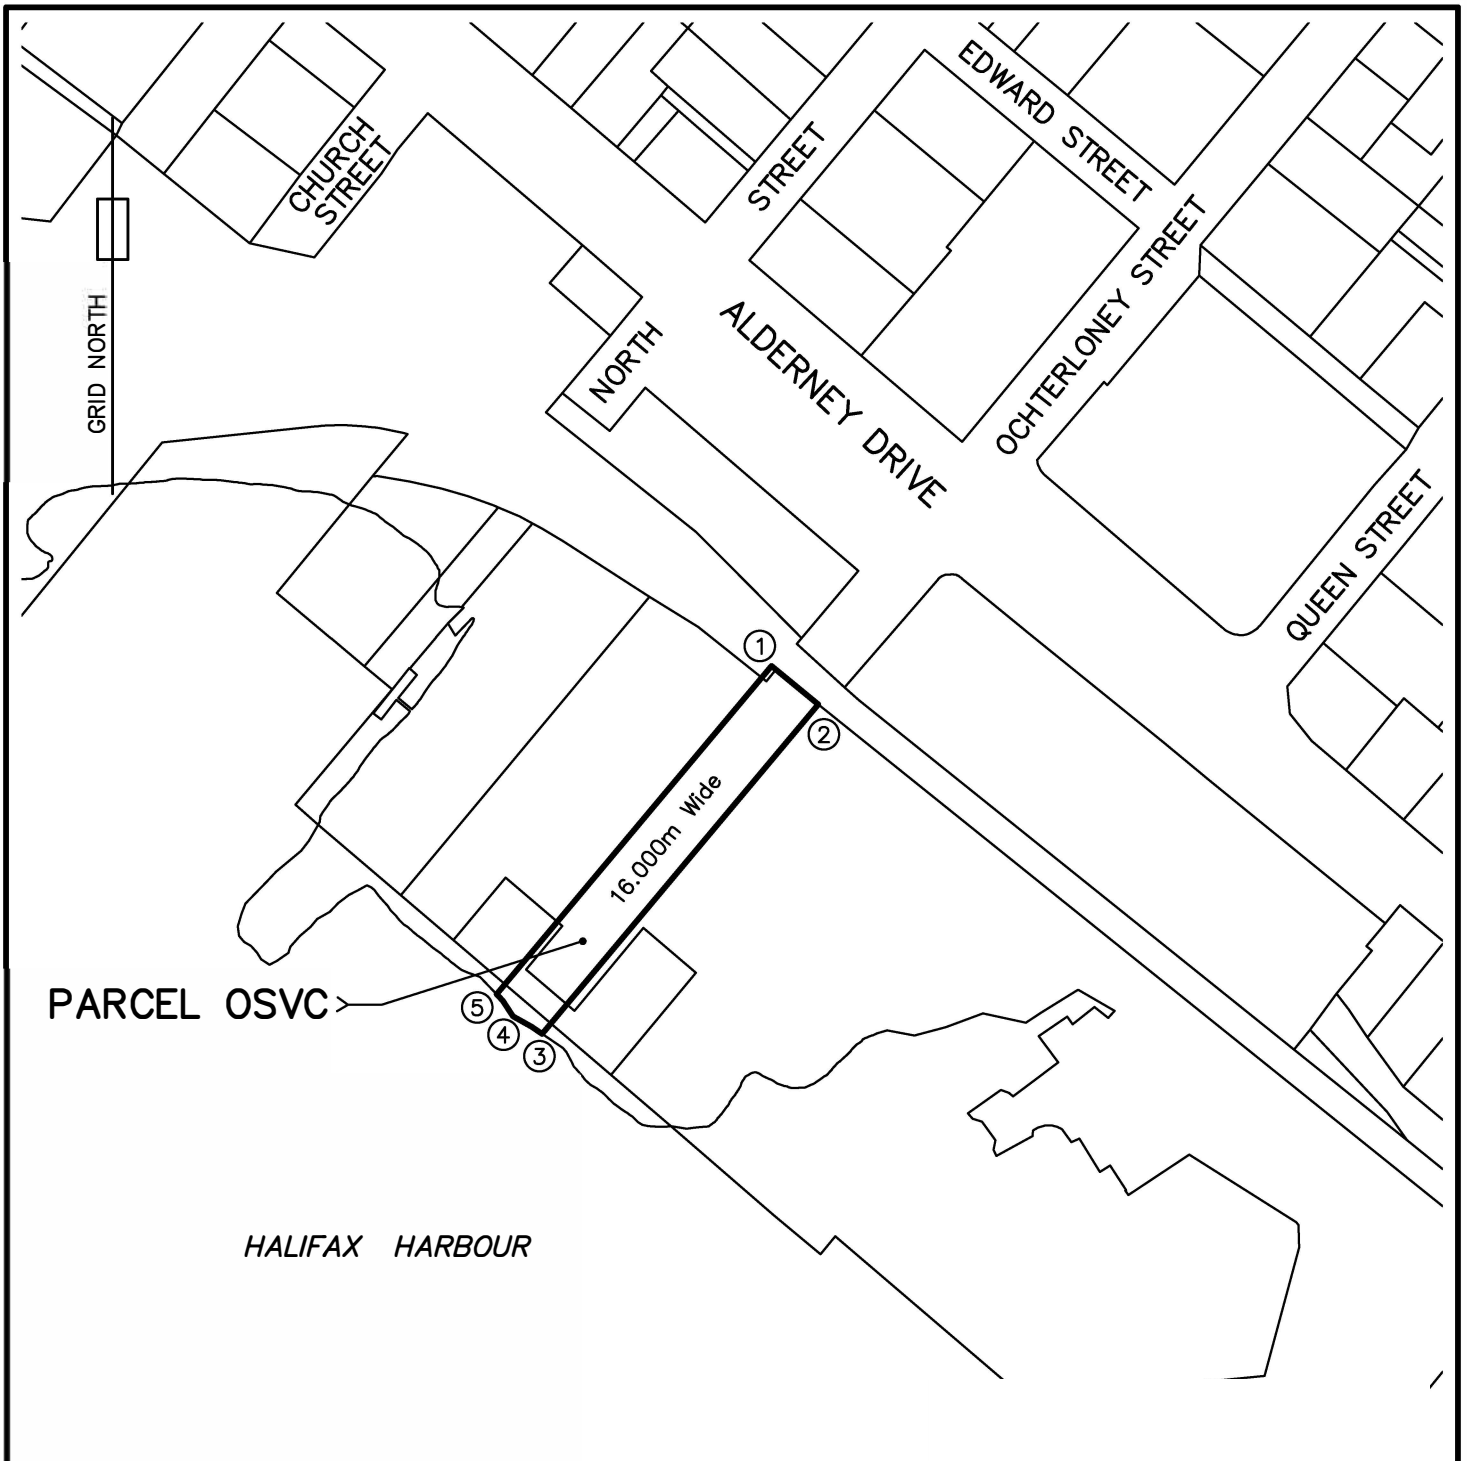 EDWARD STREET
CHURCH
STREET
STREET
GRID NORTH
NORTH
ALDERNEY DRIVE
OCHTERLONEY STREET
QUEEN STREET
1
2
16.000m Wide
PARCEL OSVC
5
4
3
HALIFAX HARBOUR